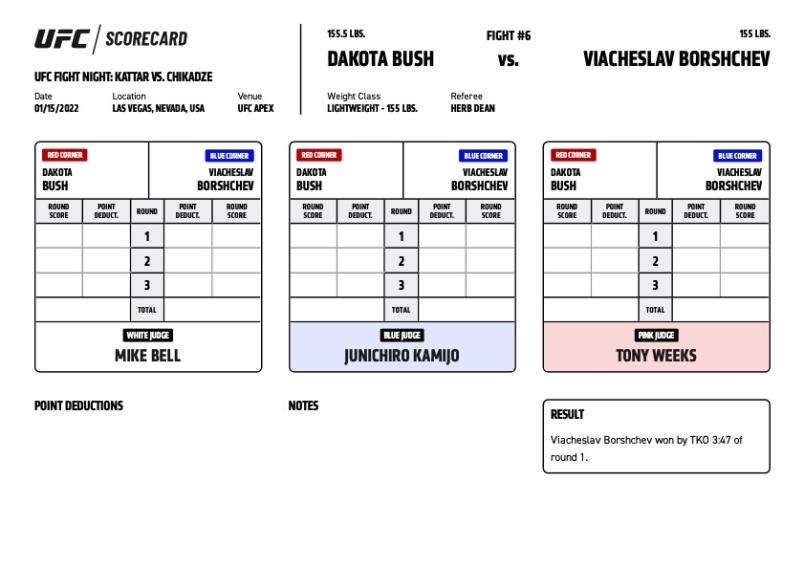 UFC / SCORECARD
UFC FIGHT NIGHT: KATTAR VS. CHIKADZE
Date Location Venue
01/15/2022 LAS VEGAS, NEVADA, USA UFC APEX
155.5 LBS. FIGHT #6 155 LBS.
DAKOTA BUSH VS. VIACHESLAV BORSHCHEV
Weight Class Referee
LIGHTWEIGHT - 155 LBS. HERB DEAN
RED CORNER BLUE CORNER
DAKOTA VIACHESLAV
BUSH BORSHCHEV
ROUND SCORE POINT DEDUCT. ROUND POINT DEDUCT. ROUND SCORE
1
2
3
TOTAL
WHITE JUDGE
MIKE BELL
RED CORNER BLUE CORNER
DAKOTA VIACHESLAV
BUSH BORSHCHEV
ROUND SCORE POINT DEDUCT. ROUND POINT DEDUCT. ROUND SCORE
1
2
3
TOTAL
BLUE JUDGE
JUNICHIRO KAMIJO
RED CORNER BLUE CORNER
DAKOTA VIACHESLAV
BUSH BORSHCHEV
ROUND SCORE POINT DEDUCT. ROUND POINT DEDUCT. ROUND SCORE
1
2
3
TOTAL
PINK JUDGE
TONY WEEKS
POINT DEDUCTIONS
NOTES
RESULT
Viacheslav Borshchev won by TKO 3:47 of
round 1.